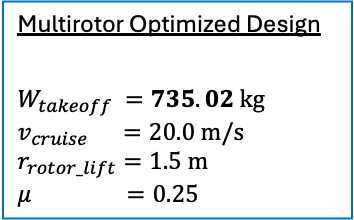 Multirotor Optimized Design
W_takeoff = 735.02 kg
v_cruise = 20.0 m/s
r_rotor_lift = 1.5 m
μ = 0.25